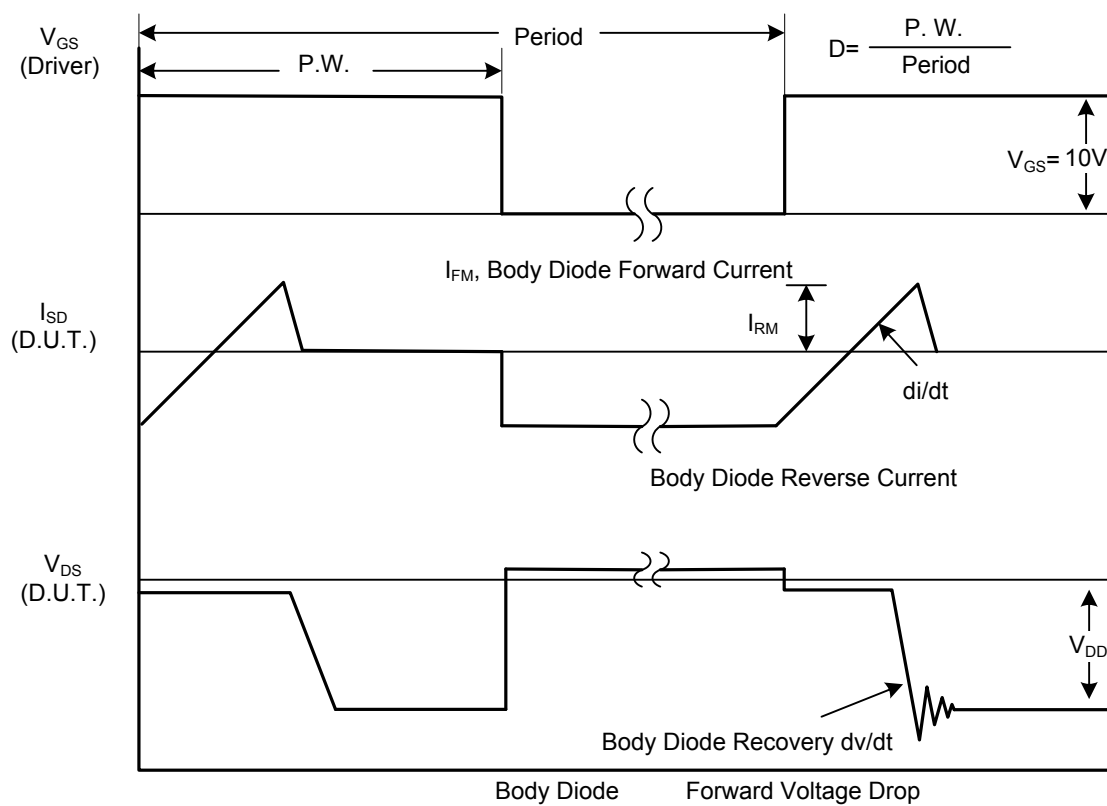 V_GS
(Driver)
Period
P.W.
D= P. W.
Period
V_GS= 10V
I_FM, Body Diode Forward Current
I_SD
(D.U.T.)
I_RM
di/dt
Body Diode Reverse Current
V_DS
(D.U.T.)
V_DD
Body Diode Recovery dv/dt
Body Diode Forward Voltage Drop